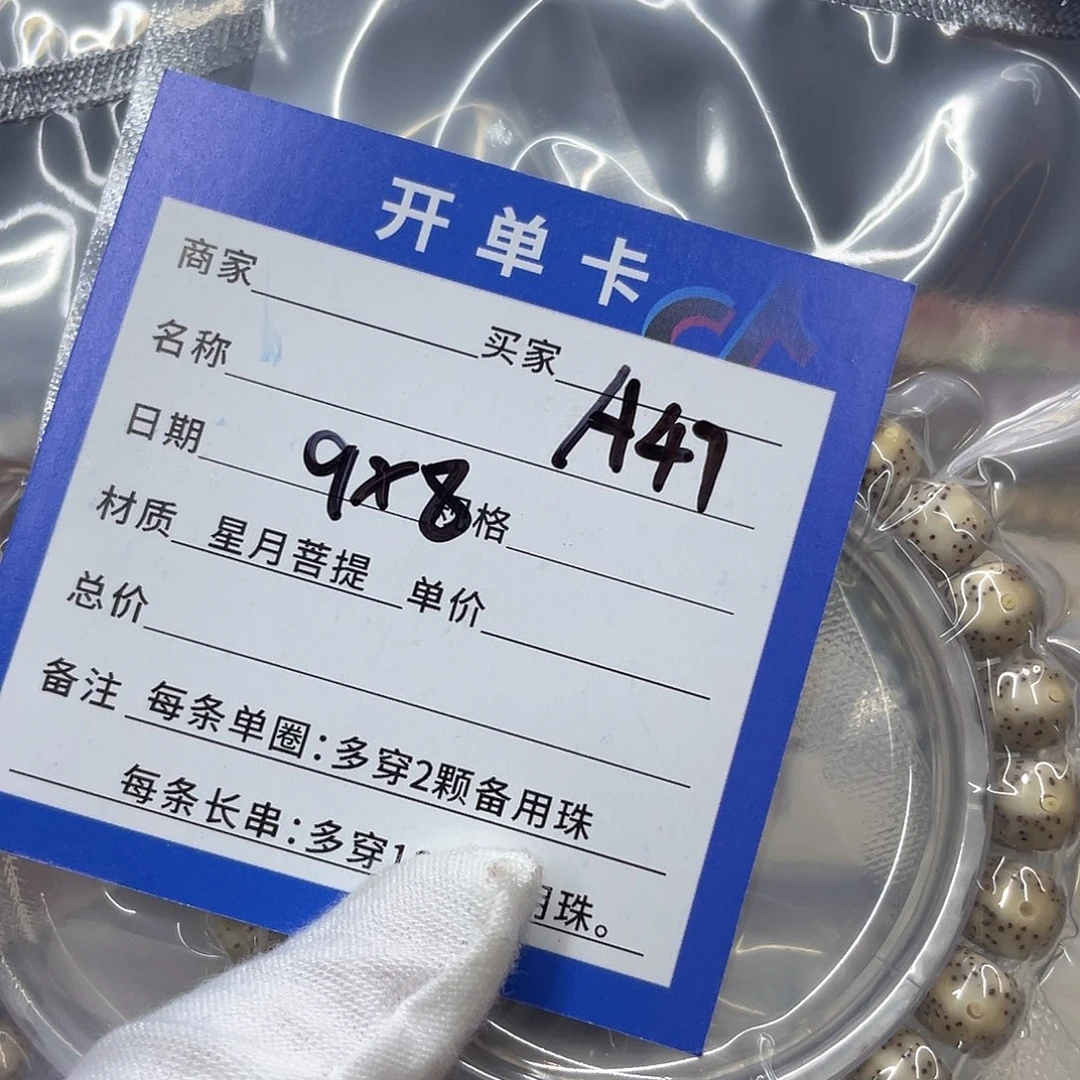 开单卡
商家
买家
名称
A47
日期
9x8
格
材质 星月菩提 单价
总价
备注 每条单圈:多穿2颗备用珠
每条长串:多穿1
用珠。